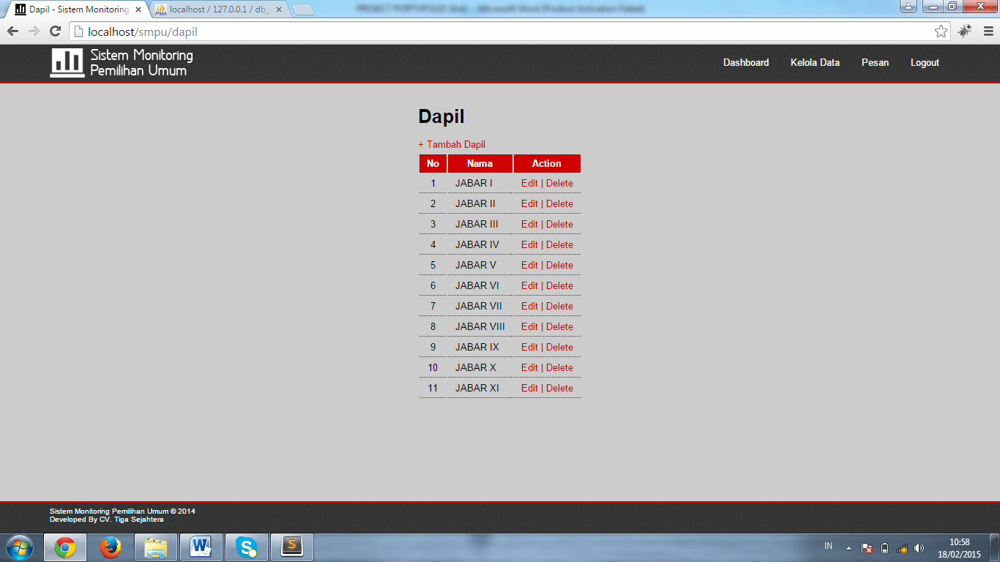 PROJECT PORTOFOLIO (Ind) - Microsoft Word (Product Activation Failed)
Dapil - Sistem Monitoring
localhost / 127.0.0.1 / db_
localhost/smpu/dapil
Sistem Monitoring
Pemilihan Umum
Dashboard Kelola Data Pesan Logout
Dapil
+ Tambah Dapil
No Nama Action
1 JABAR I Edit | Delete
2 JABAR II Edit | Delete
3 JABAR III Edit | Delete
4 JABAR IV Edit | Delete
5 JABAR V Edit | Delete
6 JABAR VI Edit | Delete
7 JABAR VII Edit | Delete
8 JABAR VIII Edit | Delete
9 JABAR IX Edit | Delete
10 JABAR X Edit | Delete
11 JABAR XI Edit | Delete
Sistem Monitoring Pemilihan Umum © 2014
Developed By CV. Tiga Sejahtera
IN
10:58
18/02/2015